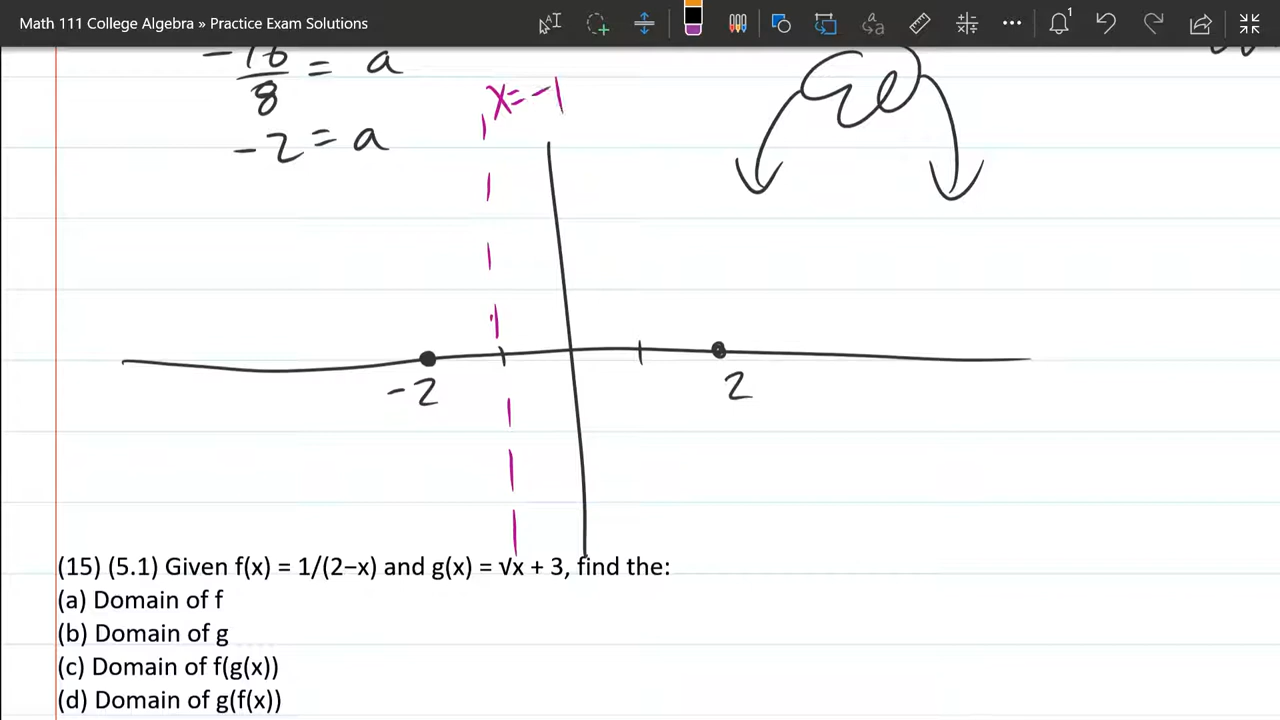 Math 111 College Algebra » Practice Exam Solutions
1
-16/8 = a
-2 = a
x=-1
-2
2
(15) (5.1) Given f(x) = 1/(2−x) and g(x) = √x + 3, find the:
(a) Domain of f
(b) Domain of g
(c) Domain of f(g(x))
(d) Domain of g(f(x))